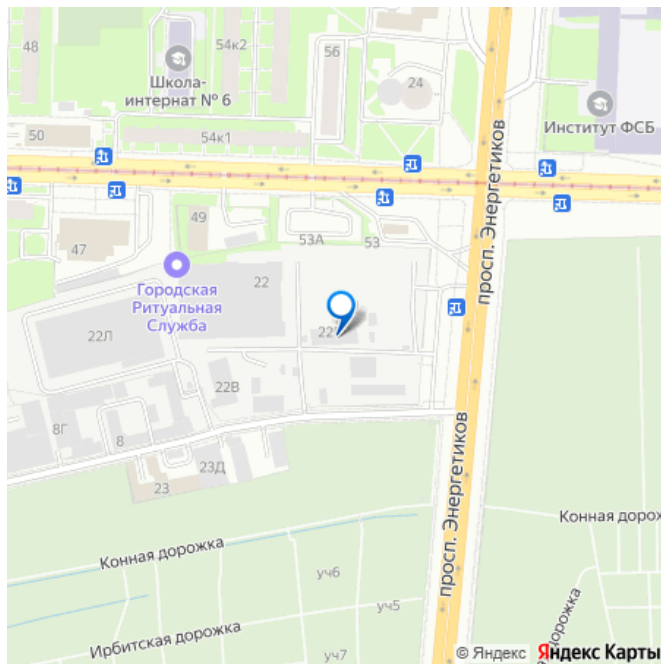 48
54к2
56
24
Школа-
интернат № 6
Институт ФСБ
50
54к1
просп. Энергетиков
49
53А
53
47
Городская
Ритуальная
Служба
22
22Л
22В
8Г
8
23Д
23
просп. Энергетиков
Конная дорожка
Конная дорож
уч6
уч5
Ирбитская дорожка
уч7
дорожка
© Яндекс Яндекс Карты